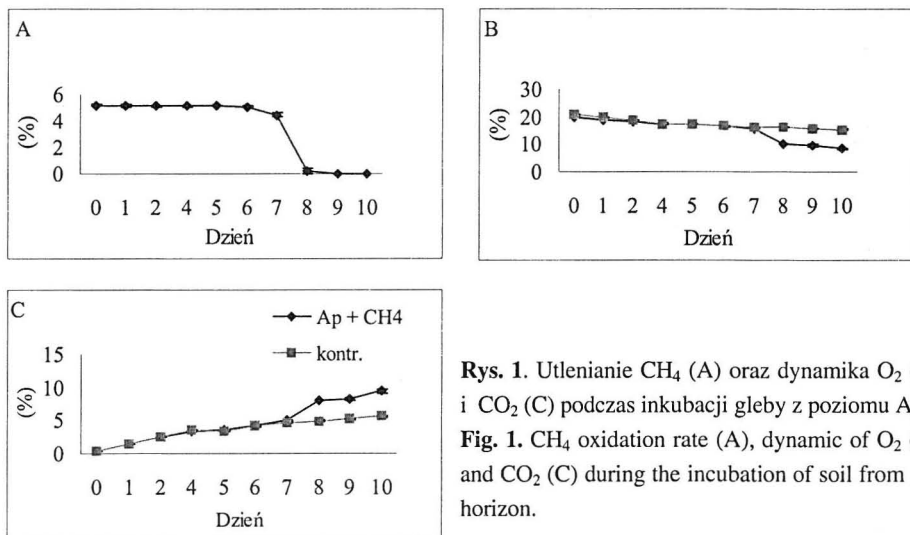 A
(%)
6
4
2
0
0 1 2 4 5 6 7 8 9 10
Dzień
B
(%)
30
20
10
0
0 1 2 4 5 6 7 8 9 10
Dzień
C
Ap + CH4
kontr.
(%)
15
10
5
0
0 1 2 4 5 6 7 8 9 10
Dzień
Rys. 1. Utlenianie CH₄ (A) oraz dynamika O₂
i CO₂ (C) podczas inkubacji gleby z poziomu A
Fig. 1. CH₄ oxidation rate (A), dynamic of O₂
and CO₂ (C) during the incubation of soil from
horizon.